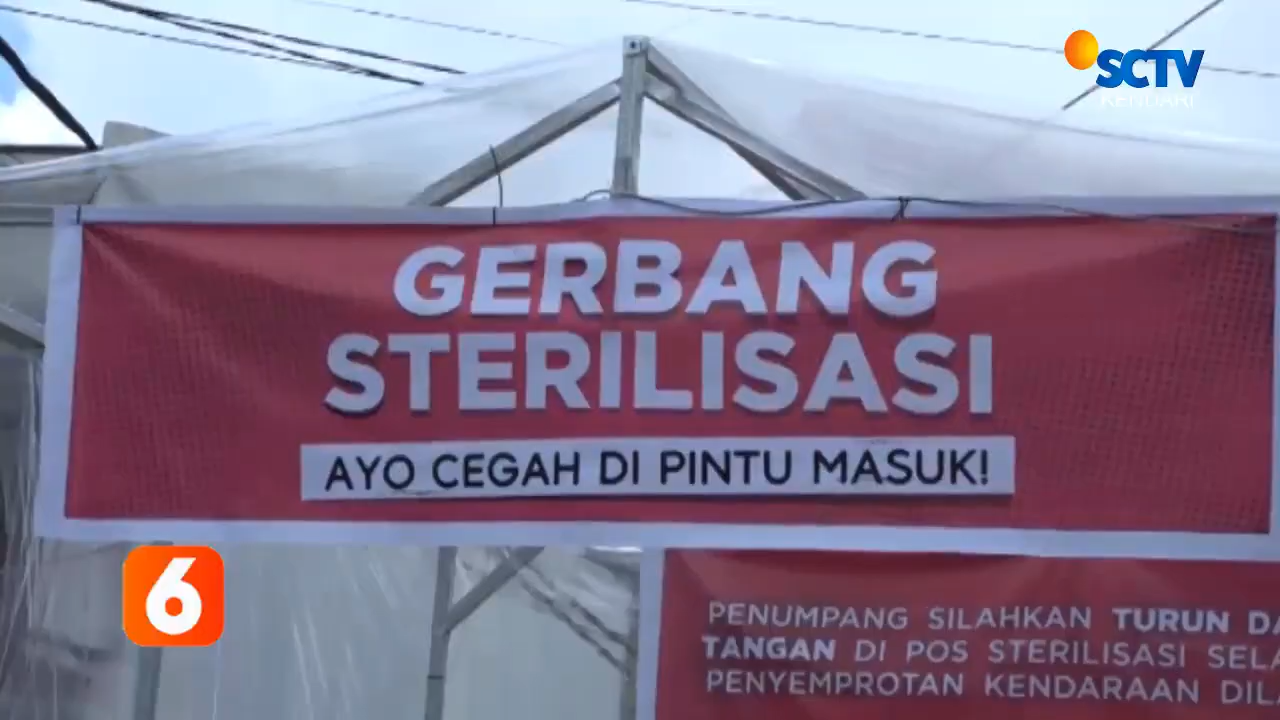 SCTV
KENDARI
GERBANG
STERILISASI
AYO CEGAH DI PINTU MASUK!
6
PENUMPANG SILAHKAN TURUN
TANGAN DI POS STERILISASI
PENYEMPROTAN KENDARAAN